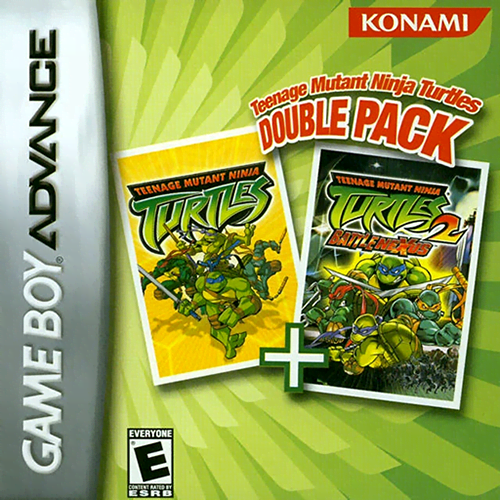 KONAMI
GAME BOY ADVANCE
Teenage Mutant Ninja Turtles
DOUBLE PACK
TEENAGE MUTANT NINJA
TURTLES
TEENAGE MUTANT NINJA
TURTLES 2
BATTLE NEXUS
+
EVERYONE
E
CONTENT RATED BY
ESRB